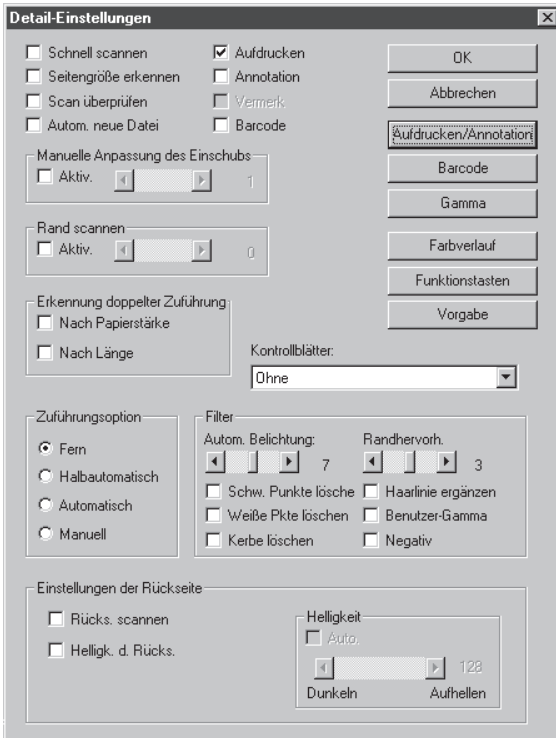 Detail-Einstellungen
Schnell scannen
Aufdrucken
OK
Seitengröße erkennen
Annotation
Abbrechen
Scan überprüfen
Vermerk
Autom. neue Datei
Barcode
Aufdrucken/Annotation
Manuelle Anpassung des Einschubs
Aktiv.
1
Barcode
Gamma
Rand scannen
Aktiv.
0
Farbverlauf
Funktionstasten
Vorgabe
Erkennung doppelter Zuführung
Nach Papierstärke
Nach Länge
Kontrollblätter:
Ohne
Zuführungsoption
Fern
Halbautomatisch
Automatisch
Manuell
Filter
Autom. Belichtung:
Randhervorh.
7
3
Schw. Punkte lösche
Haarlinie ergänzen
Weiße Pkte löschen
Benutzer-Gamma
Kerbe löschen
Negativ
Einstellungen der Rückseite
Rücks. scannen
Helligk. d. Rücks.
Helligkeit
Auto.
128
Dunkeln
Aufhellen